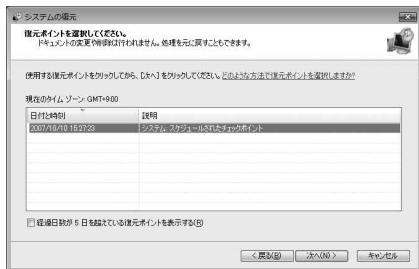 システムの復元
復元ポイントを選択してください。
ドキュメントの変更や削除は行われません。処理を元に戻すこともできます。
使用する復元ポイントをクリックしてから、[次へ] をクリックしてください。どのような方法で復元ポイントを選択しますか?
現在のタイム ゾーン: GMT+9:00
日付と時刻 説明
2007/10/10 15:27:23 システム: スケジュールされたチェックポイント
経過日数が 5 日を超えている復元ポイントを表示する(R)
< 戻る(B) 次へ(N) > キャンセル